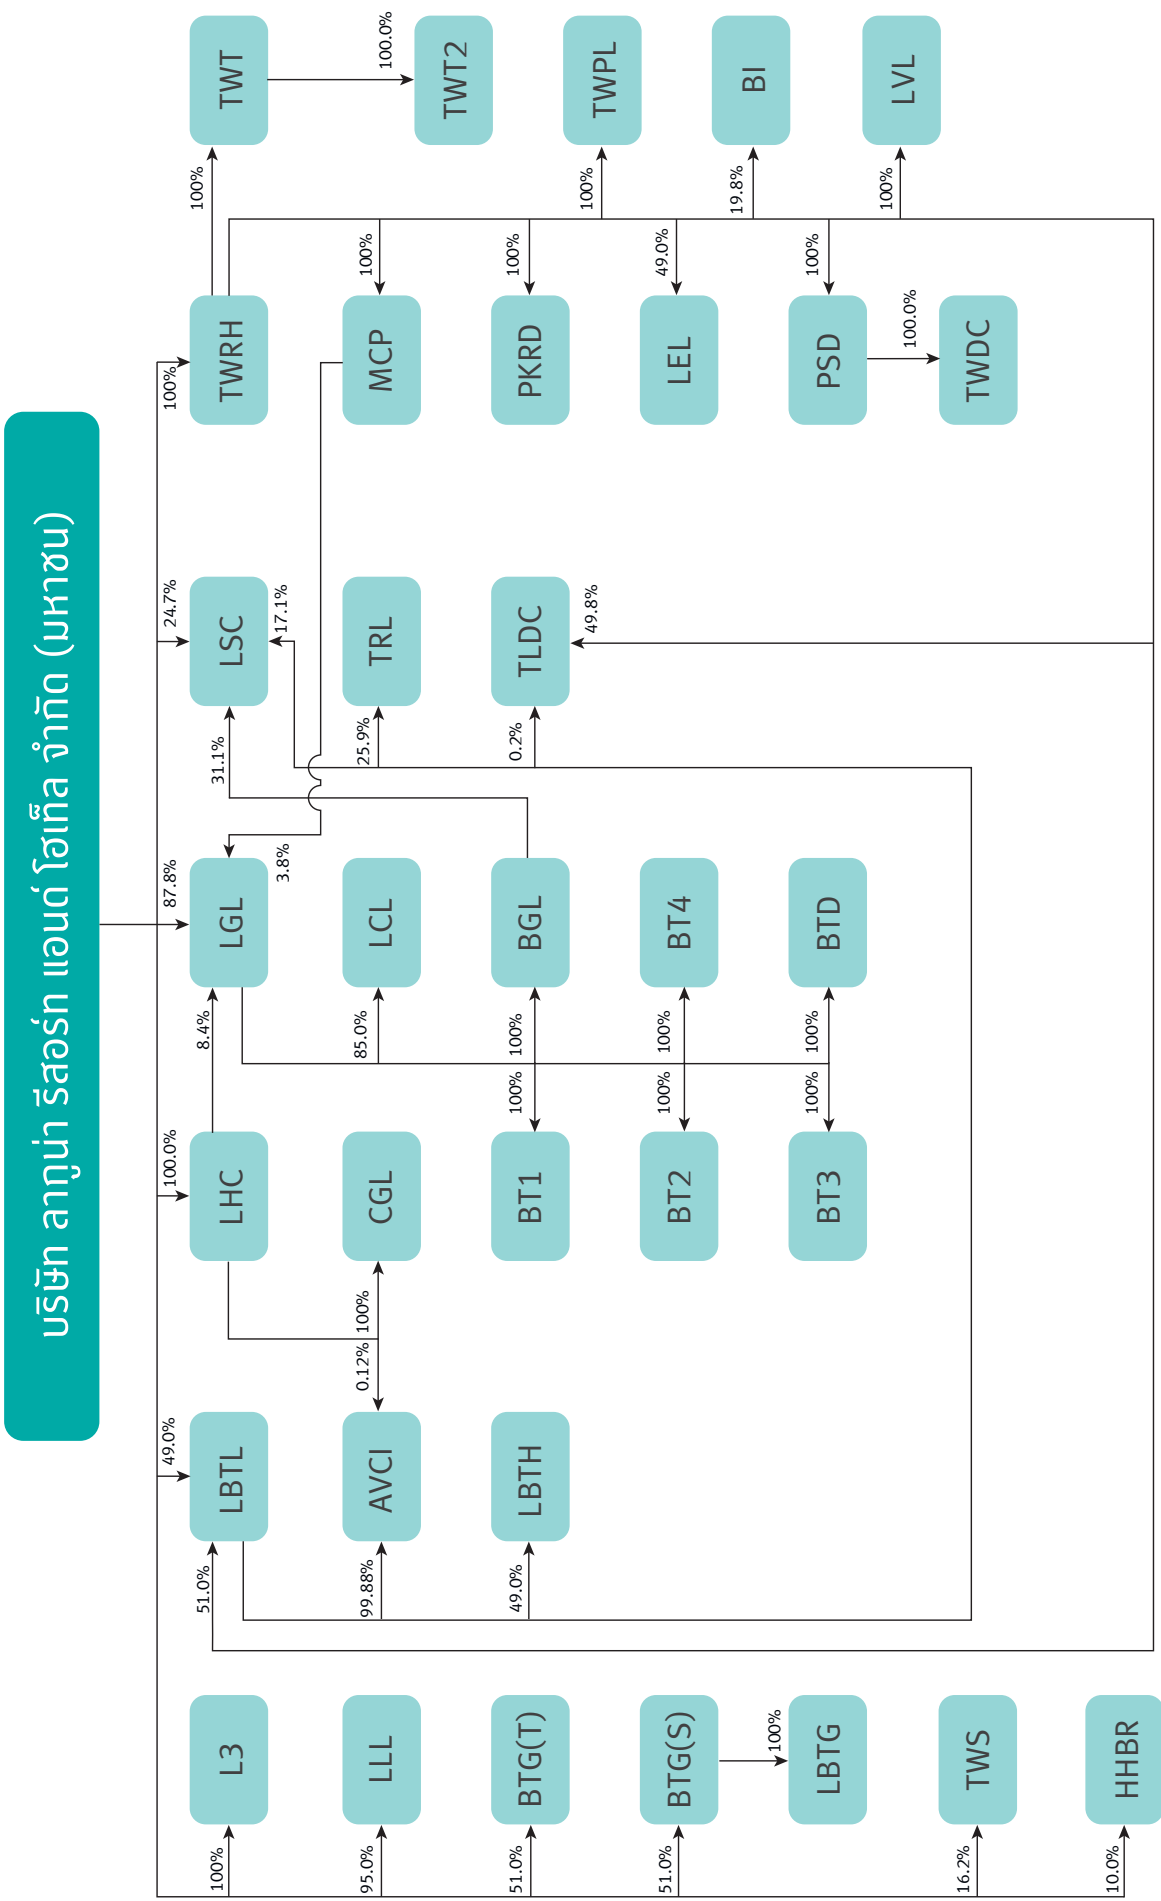 บริษัท ลากูน่า รีสอร์ท แอนด์ โฮเท็ล จำกัด (มหาชน)
49.0%
100.0%
87.8%
24.7%
100%
51.0%
8.4%
100%
100%
L3
LBTL
LHC
LGL
31.1%
LSC
TWRH
TWT
3.8%
17.1%
95.0%
LLL
99.88%
AVCI
0.12%
100%
CGL
85.0%
LCL
25.9%
TRL
MCP
100%
100.0%
TWT2
51.0%
BTG(T)
49.0%
LBTH
BT1
100%
100%
BGL
0.2%
TLDC
49.8%
PKRD
100%
100%
TWPL
51.0%
BTG(S)
BT2
100%
100%
BT4
LEL
49.0%
19.8%
BI
100%
LBTG
BT3
100%
100%
BTD
PSD
100%
100%
LVL
100.0%
16.2%
TWS
TWDC
10.0%
HHBR